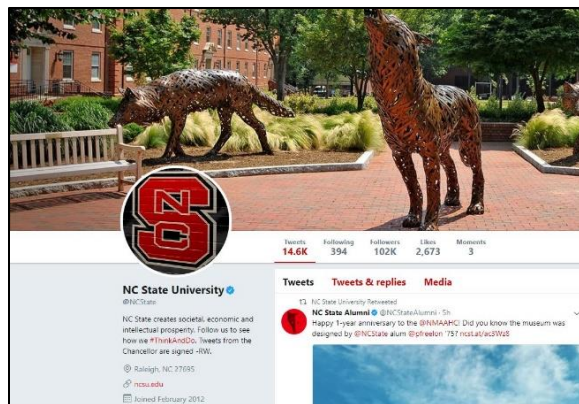 Tweets Following Followers Likes Moments
14.6K 394 102K 2,673 3
NC State University
@NCState
NC State creates societal, economic and
intellectual prosperity. Follow us to see
how we #ThinkAndDo. Tweets from the
Chancellor are signed -RW.
Raleigh, NC 27695
ncsu.edu
Joined February 2012
Tweets Tweets & replies Media
NC State University Retweeted
NC State Alumni @NCStateAlumni · 5h
Happy 1-year anniversary to the @NMAAHC! Did you know the museum was
designed by @NCState alum @pfreelon '75? ncst.at/ac3Wz8